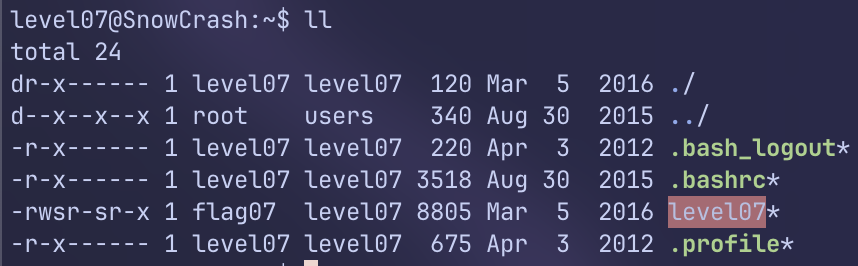 level07@SnowCrash:~$ ll
total 24
dr-x------ 1 level07 level07  120 Mar  5  2016 ./
d--x--x--x 1 root    users    340 Aug 30  2015 ../
-r-x------ 1 level07 level07  220 Apr  3  2012 .bash_logout*
-r-x------ 1 level07 level07 3518 Aug 30  2015 .bashrc*
-rwsr-sr-x 1 flag07  level07 8805 Mar  5  2016 level07*
-r-x------ 1 level07 level07  675 Apr  3  2012 .profile*